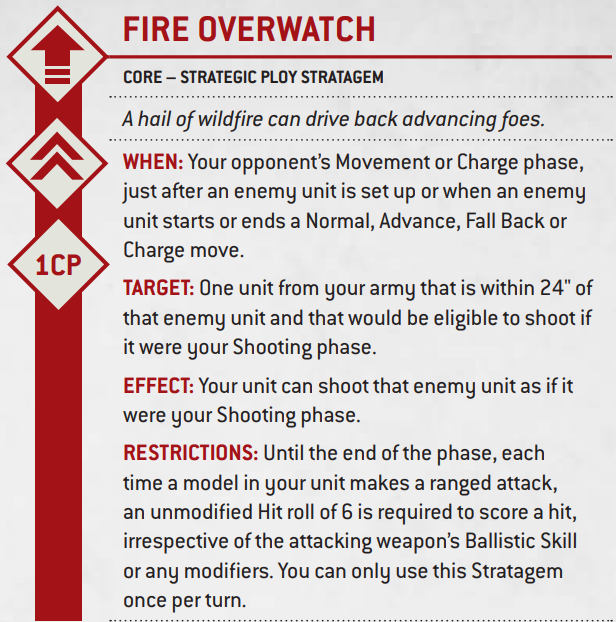 FIRE OVERWATCH
CORE – STRATEGIC PLOY STRATAGEM
A hail of wildfire can drive back advancing foes.
WHEN: Your opponent's Movement or Charge phase,
just after an enemy unit is set up or when an enemy
unit starts or ends a Normal, Advance, Fall Back or
Charge move.
1CP
TARGET: One unit from your army that is within 24" of
that enemy unit and that would be eligible to shoot if
it were your Shooting phase.
EFFECT: Your unit can shoot that enemy unit as if it
were your Shooting phase.
RESTRICTIONS: Until the end of the phase, each
time a model in your unit makes a ranged attack,
an unmodified Hit roll of 6 is required to score a hit,
irrespective of the attacking weapon's Ballistic Skill
or any modifiers. You can only use this Stratagem
once per turn.